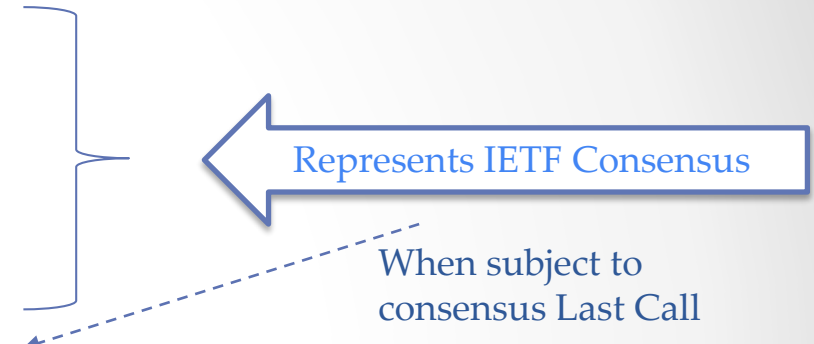 Represents IETF Consensus
When subject to
consensus Last Call